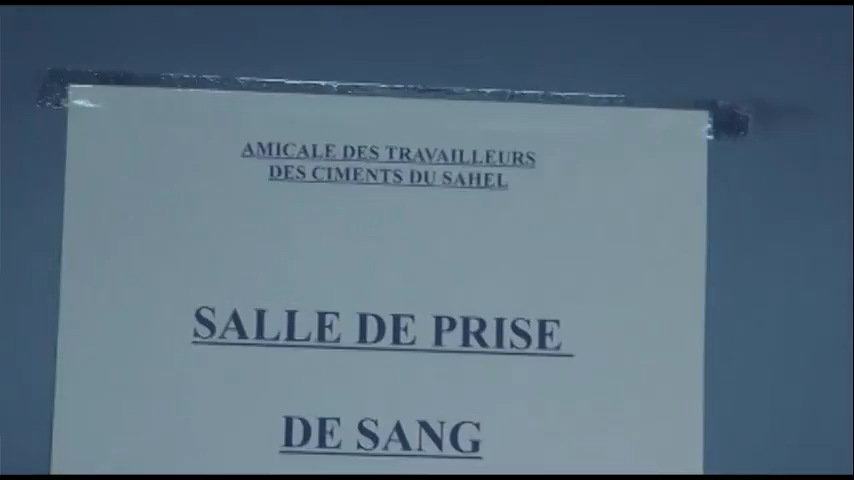 AMICALE DES TRAVAILLEURS
DES CIMENTS DU SAHEL
SALLE DE PRISE
DE SANG